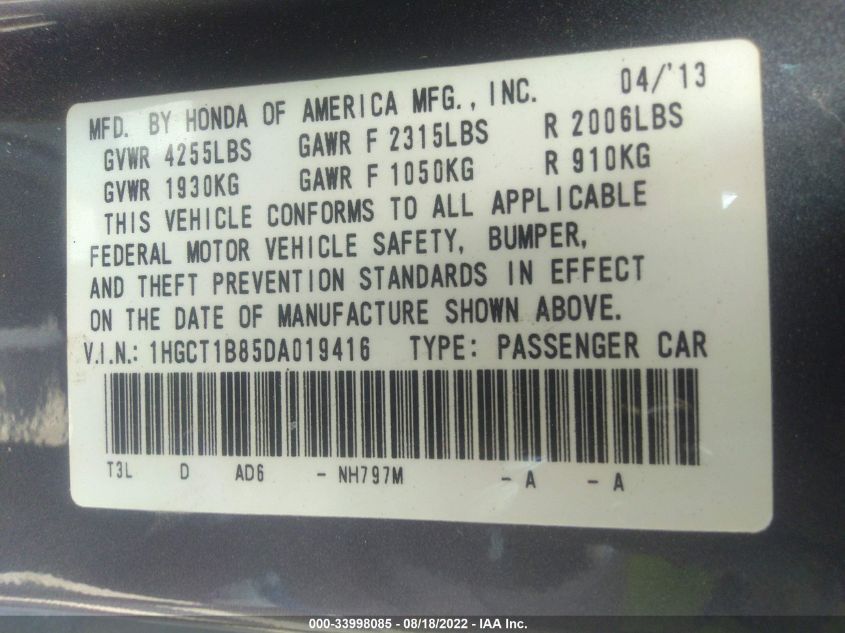 MFD. BY HONDA OF AMERICA MFG., INC. 04/'13
GVWR 4255LBS GAWR F 2315LBS R 2006LBS
GVWR 1930KG GAWR F 1050KG R 910KG
THIS VEHICLE CONFORMS TO ALL APPLICABLE
FEDERAL MOTOR VEHICLE SAFETY, BUMPER,
AND THEFT PREVENTION STANDARDS IN EFFECT
ON THE DATE OF MANUFACTURE SHOWN ABOVE.
V.I.N.: 1HGCT1B85DA019416 TYPE: PASSENGER CAR
T3L D AD6 - NH797M - A - A
000-33998085 - 08/18/2022 - IAA Inc.